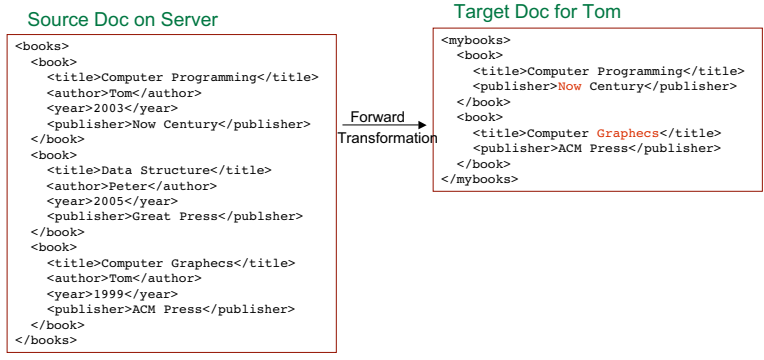 Source Doc on Server
<books>
  <book>
    <title>Computer Programming</title>
    <author>Tom</author>
    <year>2003</year>
    <publisher>Now Century</publisher>
  </book>
  <book>
    <title>Data Structure</title>
    <author>Peter</author>
    <year>2005</year>
    <publisher>Great Press</publsher>
  </book>
  <book>
    <title>Computer Graphecs</title>
    <author>Tom</author>
    <year>1999</year>
    <publisher>ACM Press</publisher>
  </book>
</books>
Forward
Transformation
Target Doc for Tom
<mybooks>
  <book>
    <title>Computer Programming</title>
    <publisher>Now Century</publisher>
  </book>
  <book>
    <title>Computer Graphecs</title>
    <publisher>ACM Press</publisher>
  </book>
</mybooks>